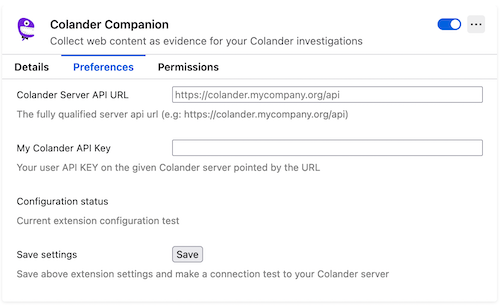 Colander Companion
Collect web content as evidence for your Colander investigations
Details Preferences Permissions
Colander Server API URL https://colander.mycompany.org/api
The fully qualified server api url (e.g: https://colander.mycompany.org/api)
My Colander API Key
Your user API KEY on the given Colander server pointed by the URL
Configuration status
Current extension configuration test
Save settings Save
Save above extension settings and make a connection test to your Colander server